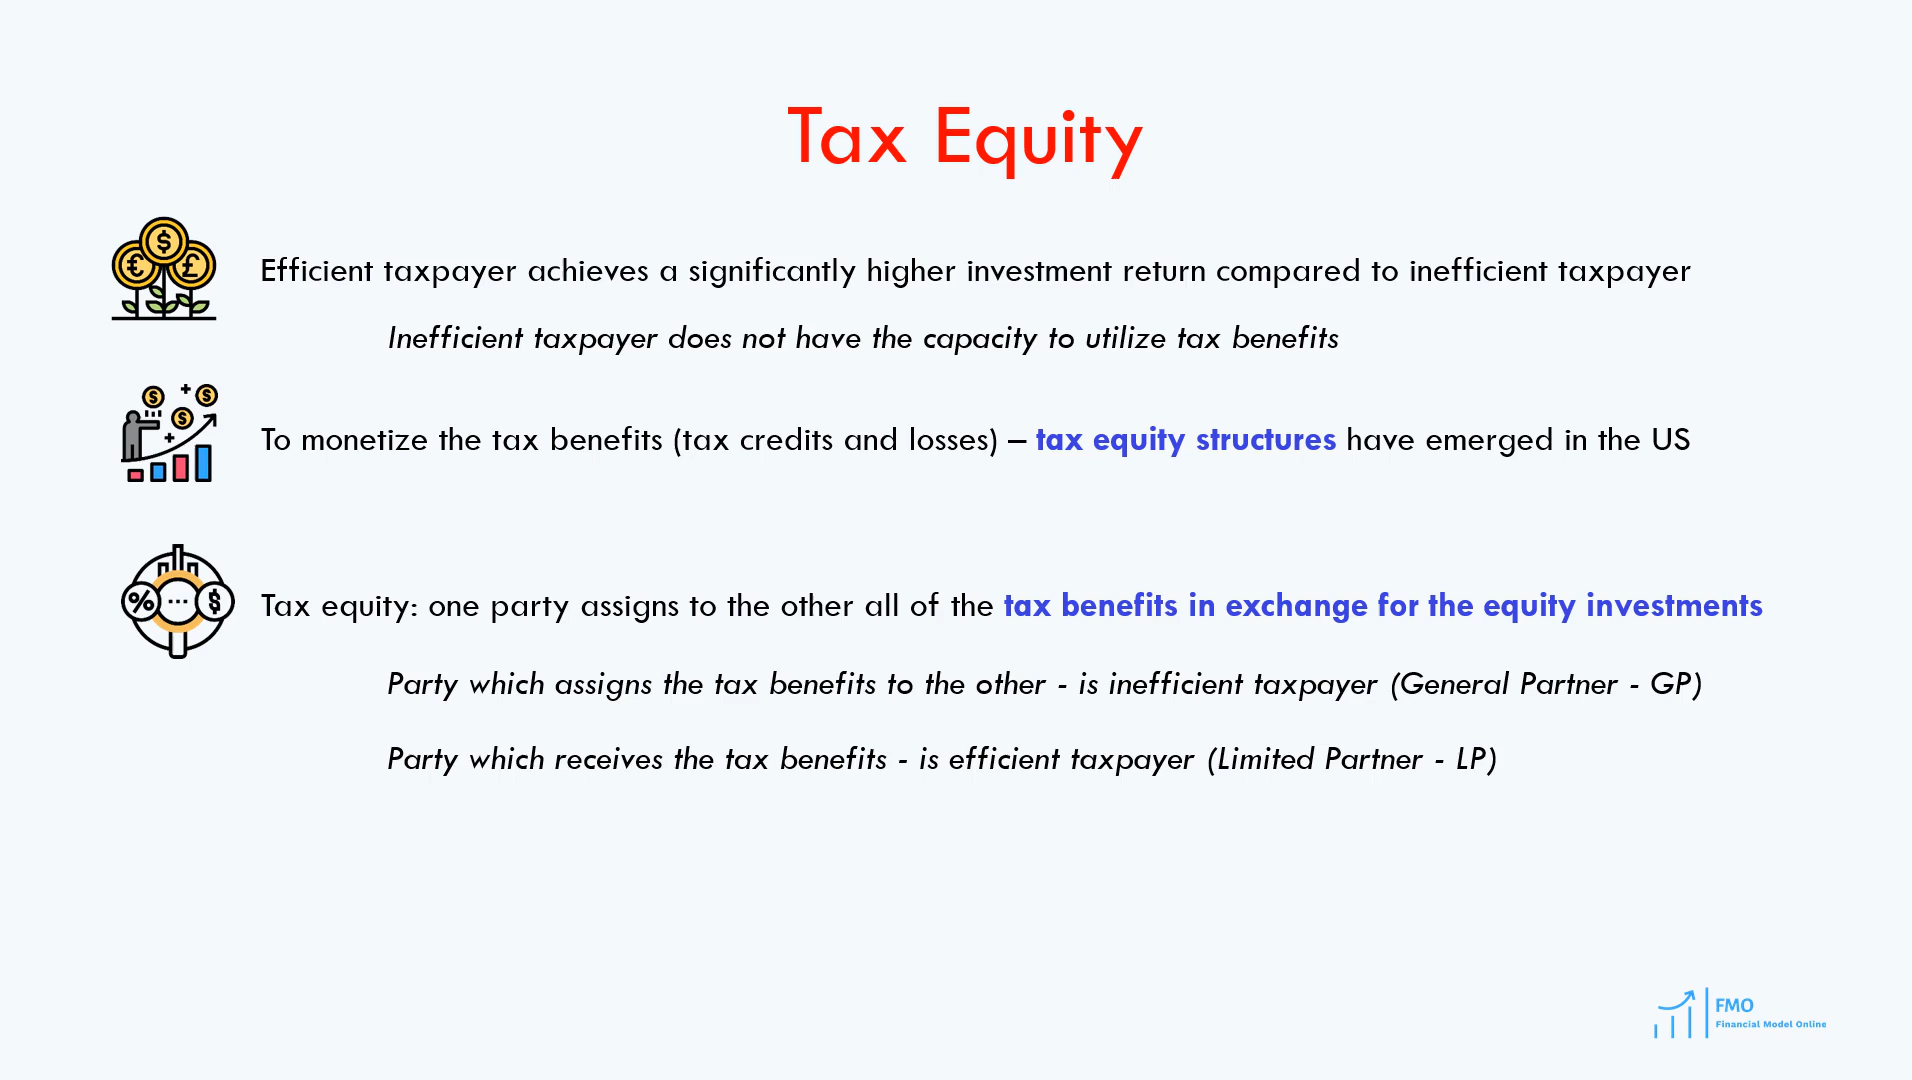 Tax Equity
Efficient taxpayer achieves a significantly higher investment return compared to inefficient taxpayer
Inefficient taxpayer does not have the capacity to utilize tax benefits
To monetize the tax benefits (tax credits and losses) – tax equity structures have emerged in the US
Tax equity: one party assigns to the other all of the tax benefits in exchange for the equity investments
Party which assigns the tax benefits to the other - is inefficient taxpayer (General Partner - GP)
Party which receives the tax benefits - is efficient taxpayer (Limited Partner - LP)
FMO
Financial Model Online